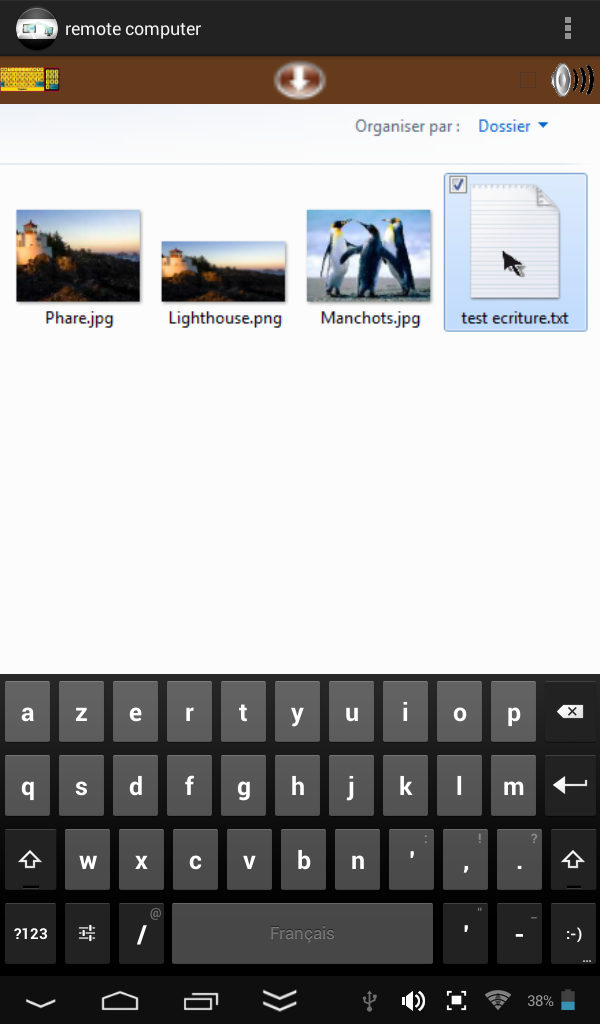 remote computer
Organiser par : Dossier
Phare.jpg Lighthouse.png Manchots.jpg test ecriture.txt
a z e r t y u i o p
q s d f g h j k l m
: ! ?
w x c v b n ' , .
@ " _
?123 / Français ' - :-)
...
38%